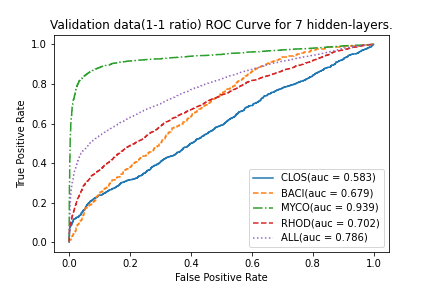 Validation data(1-1 ratio) ROC Curve for 7 hidden-layers.
1.0
0.8
0.6
0.4
0.2
0.0
True Positive Rate
CLOS(auc = 0.583)
BACI(auc = 0.679)
MYCO(auc = 0.939)
RHOD(auc = 0.702)
ALL(auc = 0.786)
0.0 0.2 0.4 0.6 0.8 1.0
False Positive Rate